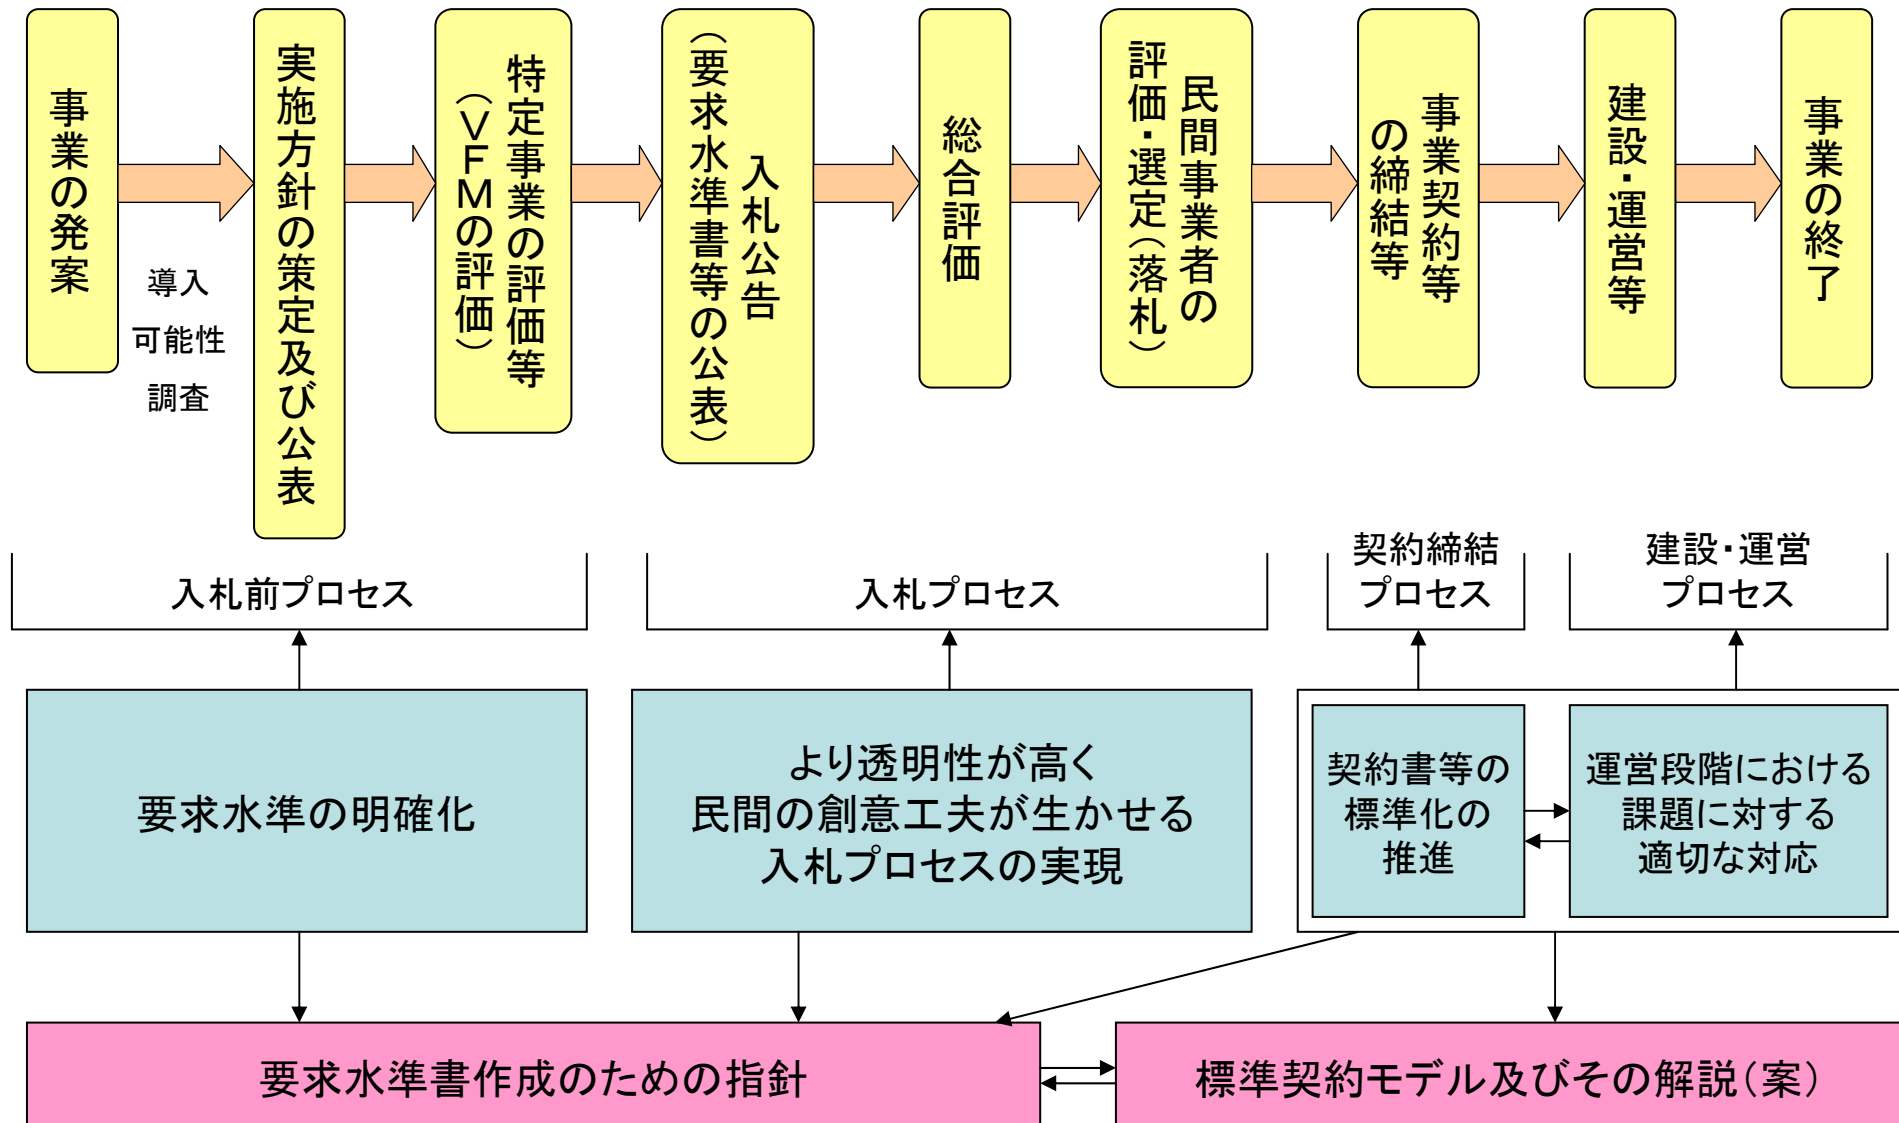 事業の発案
導入
可能性
調査
実施方針の策定及び公表
特定事業の評価等
（ＶＦＭの評価）
入札公告
（要求水準書等の公表）
総合評価
民間事業者の
評価・選定（落札）
事業契約等
の締結等
建設・運営等
事業の終了
入札前プロセス
入札プロセス
契約締結
プロセス
建設・運営
プロセス
要求水準の明確化
より透明性が高く
民間の創意工夫が生かせる
入札プロセスの実現
契約書等の
標準化の
推進
運営段階における
課題に対する
適切な対応
要求水準書作成のための指針
標準契約モデル及びその解説（案）